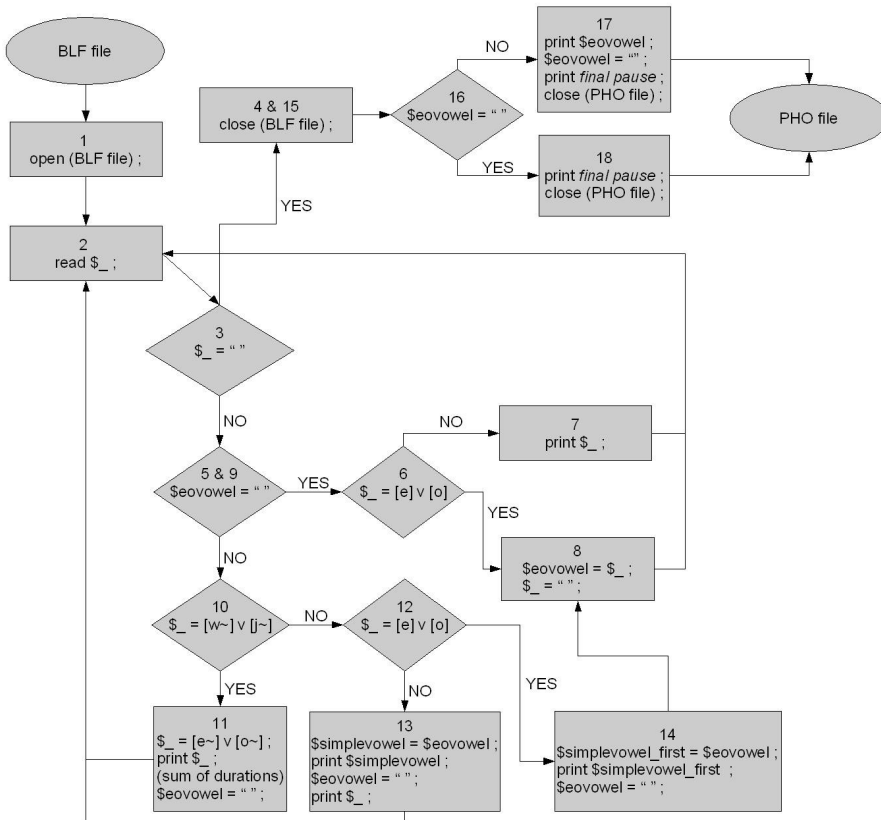 BLF file
1
open (BLF file) ;
2
read $_ ;
3
$_ = “ ”
YES
4 & 15
close (BLF file) ;
16
$eovowel = “ ”
NO
17
print $eovowel ;
$eovowel = “” ;
print final pause ;
close (PHO file) ;
YES
18
print final pause ;
close (PHO file) ;
PHO file
NO
5 & 9
$eovowel = “ ”
YES
6
$_ = [e] v [o]
NO
7
print $_ ;
YES
8
$eovowel = $_ ;
$_ = “ ” ;
NO
10
$_ = [w~] v [j~]
NO
12
$_ = [e] v [o]
YES
YES
11
$_ = [e~] v [o~] ;
print $_ ;
(sum of durations)
$eovowel = “ ” ;
NO
13
$simplevowel = $eovowel ;
print $simplevowel ;
$eovowel = “ ” ;
print $_ ;
14
$simplevowel_first = $eovowel ;
print $simplevowel_first ;
$eovowel = “ ” ;